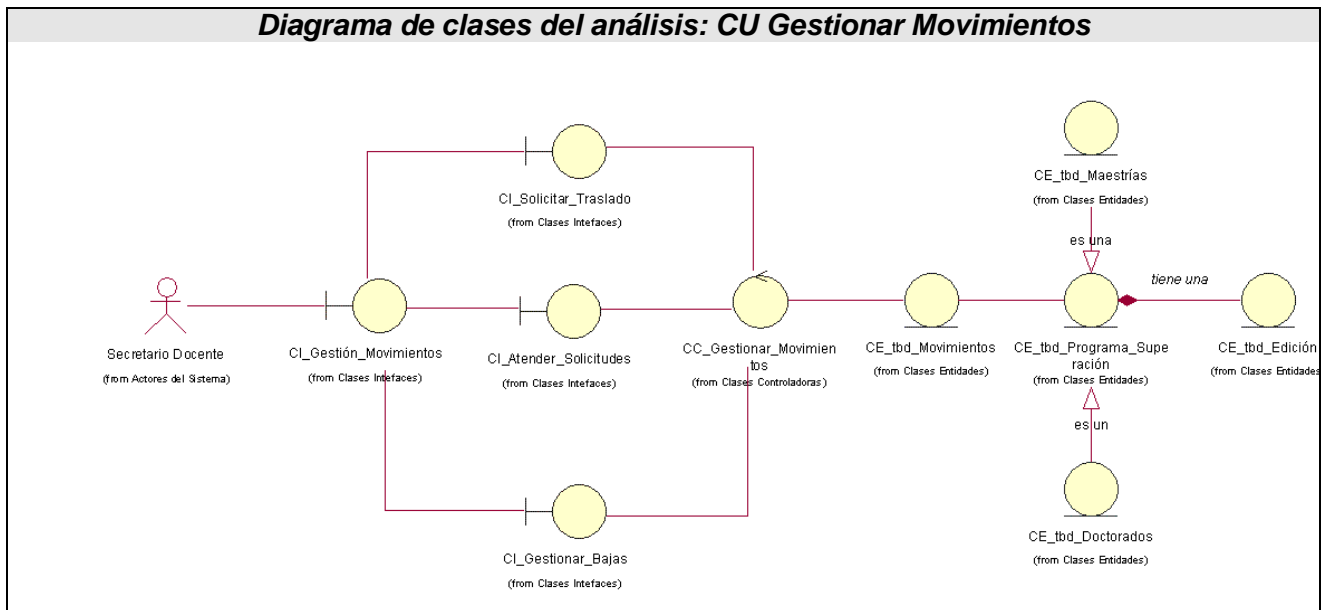 Diagrama de clases del análisis: CU Gestionar Movimientos
CE_tbd_Maestrías
(from Clases Entidades)
CI_Solicitar_Traslado
(from Clases Intefaces)
es una
tiene una
Secretario Docente
(from Actores del Sistema)
CI_Gestión_Movimientos
(from Clases Intefaces)
CI_Atender_Solicitudes
(from Clases Intefaces)
CC_Gestionar_Movimien
tos
(from Clases Controladoras)
CE_tbd_Movimientos
(from Clases Entidades)
CE_tbd_Programa_Supe
ración
(from Clases Entidades)
CE_tbd_Edición
(from Clases Entidades
es un
CE_tbd_Doctorados
(from Clases Entidades)
CI_Gestionar_Bajas
(from Clases Intefaces)